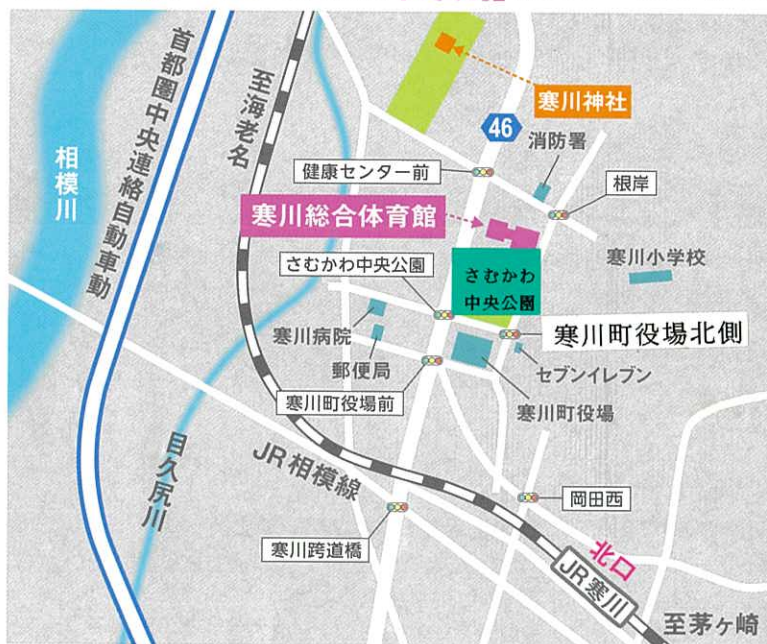 首都圏中央連絡自動車動
至海老名
相模川
寒川神社
46
消防署
健康センター前
根岸
寒川総合体育館
さむかわ中央公園
さむかわ
中央公園
寒川小学校
寒川病院
郵便局
寒川町役場北側
セブンイレブン
寒川町役場前
寒川町役場
目久尻川
JR相模線
岡田西
寒川跨道橋
北口
JR寒川
至茅ヶ崎